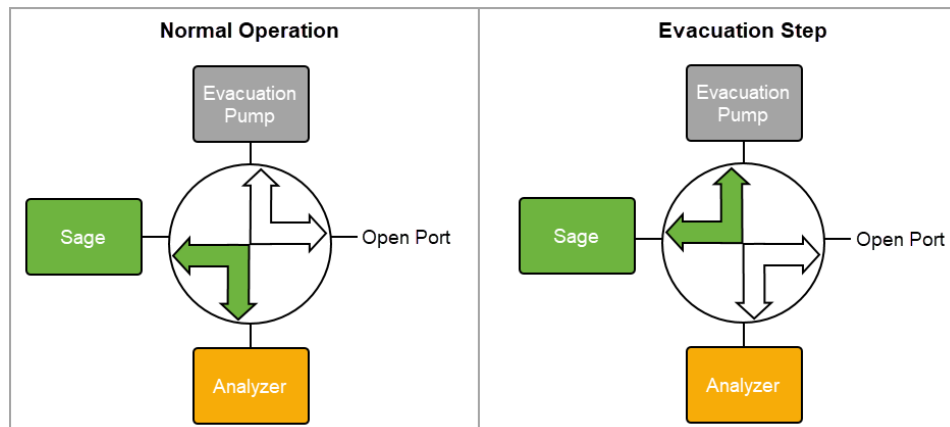 Normal Operation
Evacuation
Pump
Sage
Open Port
Analyzer
Evacuation Step
Evacuation
Pump
Sage
Open Port
Analyzer